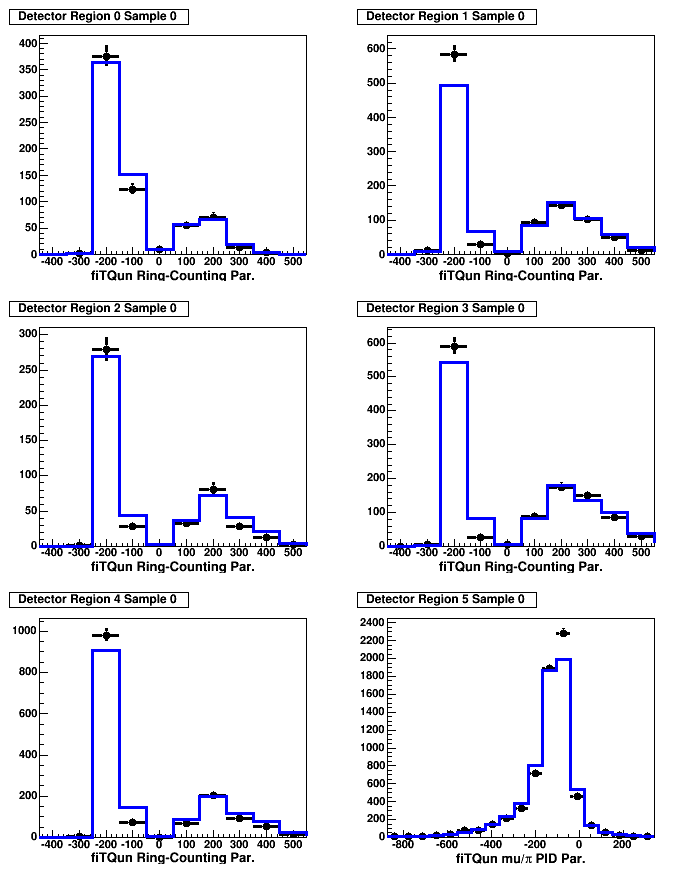 Detector Region 0 Sample 0
400
350
300
250
200
150
100
50
0
-400 -300 -200 -100 0 100 200 300 400 500
fiTQun Ring-Counting Par.
Detector Region 1 Sample 0
600
500
400
300
200
100
0
-400 -300 -200 -100 0 100 200 300 400 500
fiTQun Ring-Counting Par.
Detector Region 2 Sample 0
300
250
200
150
100
50
0
-400 -300 -200 -100 0 100 200 300 400 500
fiTQun Ring-Counting Par.
Detector Region 3 Sample 0
600
500
400
300
200
100
0
-400 -300 -200 -100 0 100 200 300 400 500
fiTQun Ring-Counting Par.
Detector Region 4 Sample 0
1000
800
600
400
200
0
-400 -300 -200 -100 0 100 200 300 400 500
fiTQun Ring-Counting Par.
Detector Region 5 Sample 0
2400
2200
2000
1800
1600
1400
1200
1000
800
600
400
200
0
-800 -600 -400 -200 0 200
fiTQun mu/π PID Par.